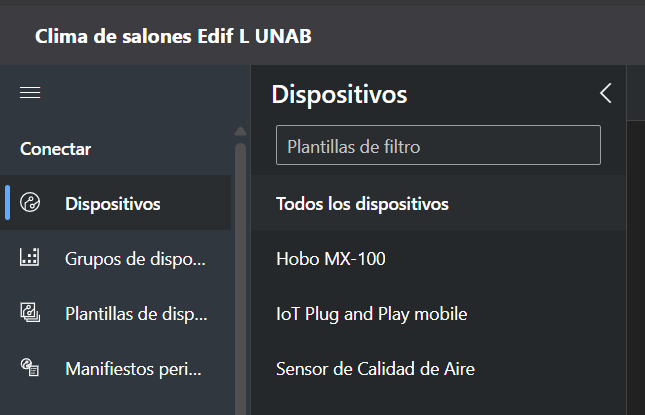 Clima de salones Edif L UNAB
Conectar
Dispositivos
Grupos de dispo...
Plantillas de disp...
Manifiestos peri...
Dispositivos
Plantillas de filtro
Todos los dispositivos
Hobo MX-100
IoT Plug and Play mobile
Sensor de Calidad de Aire